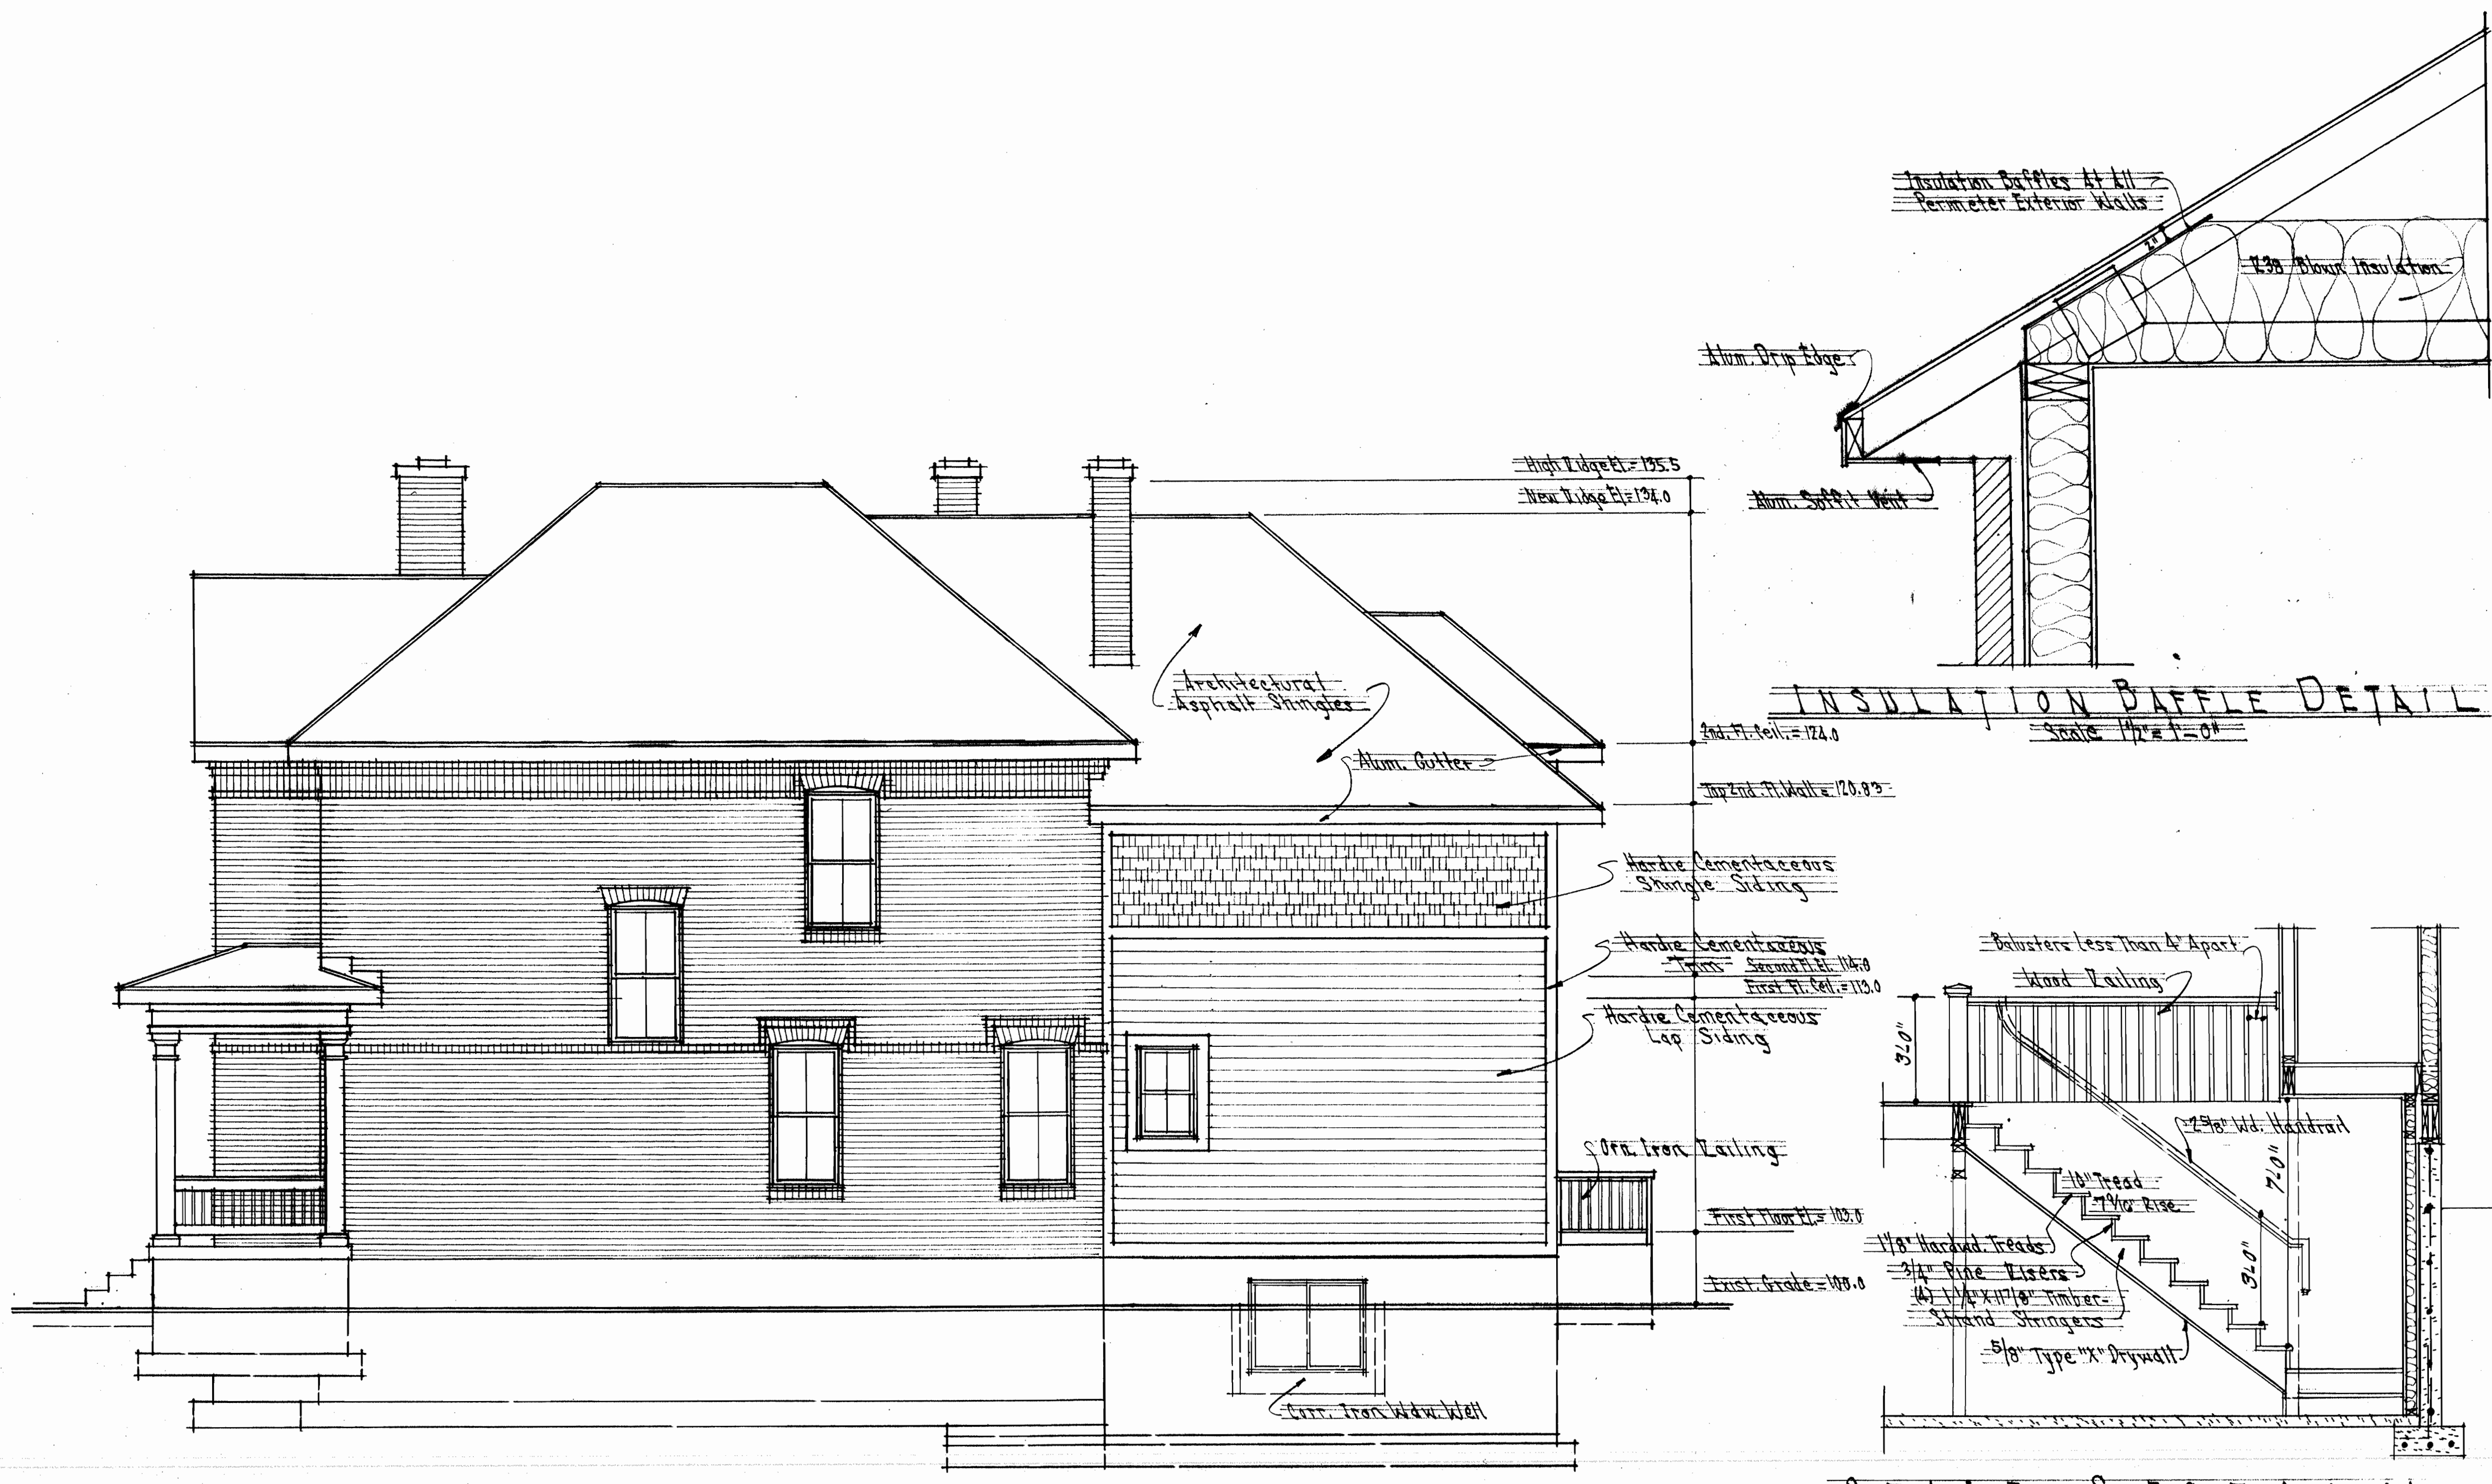 Insulation Baffles At All
Perimeter Exterior Walls
2"
R38 Blown Insulation
Alum. Drip Edge
Alum. Soffit Vent
INSULATION BAFFLE DETAIL
Scale 1 1/2" = 1'-0"
High Ridge El. = 135.5
New Ridge El = 134.0
Architectural
Asphalt Shingles
2nd. Fl. Ceil. = 124.0
Alum. Gutter
Top 2nd. Fl. Wall = 120.83
Hardie Cementaceous
Shingle Siding
Hardie Cementaceous
Trim
Second Fl. El. 114.0
First Fl. Ceil. = 113.0
Hardie Cementaceous
Lap Siding
Orn. Iron Railing
First Floor El = 103.0
Exist. Grade = 100.0
Corr. Iron Wdw. Well
Balusters Less Than 4" Apart
Wood Railing
3'-0"
2 5/8" Wd. Handrail
7'-0"
10" Tread
7 9/16" Rise
1 1/8" Hardwd. Treads
3/4" Pine Risers
3'-0"
(4) 1 1/4" X 11 7/8" Timber-
Strand Stringers
5/8" Type "X" Drywall